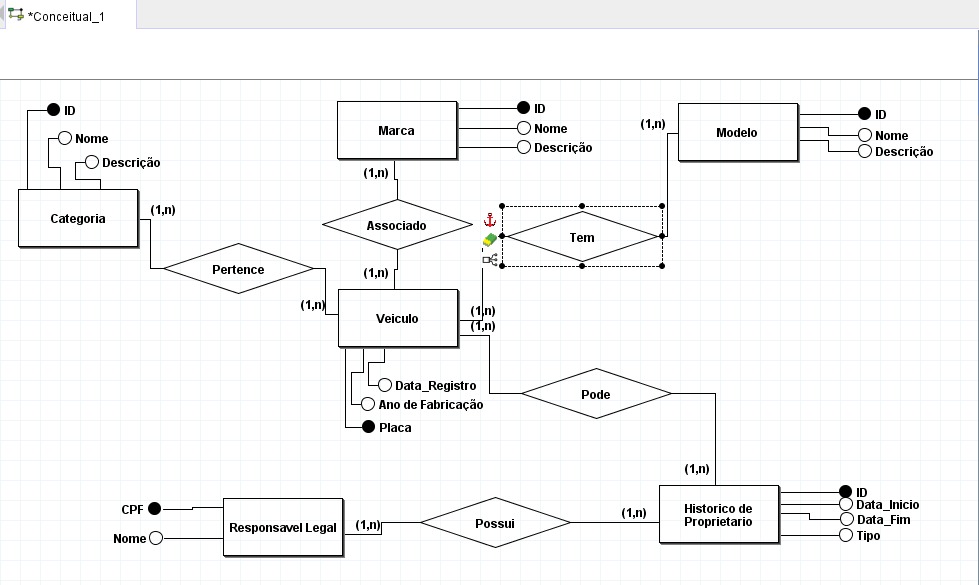 *Conceitual_1
ID
Nome
Descrição
Categoria
(1,n)
Pertence
(1,n)
Marca
ID
Nome
Descrição
(1,n)
Associado
(1,n)
Modelo
ID
Nome
Descrição
(1,n)
Tem
(1,n)
(1,n)
Veiculo
Data_Registro
Ano de Fabricação
Placa
Pode
(1,n)
CPF
Nome
Responsavel Legal
(1,n)
Possui
(1,n)
Historico de
Proprietario
ID
Data_Inicio
Data_Fim
Tipo